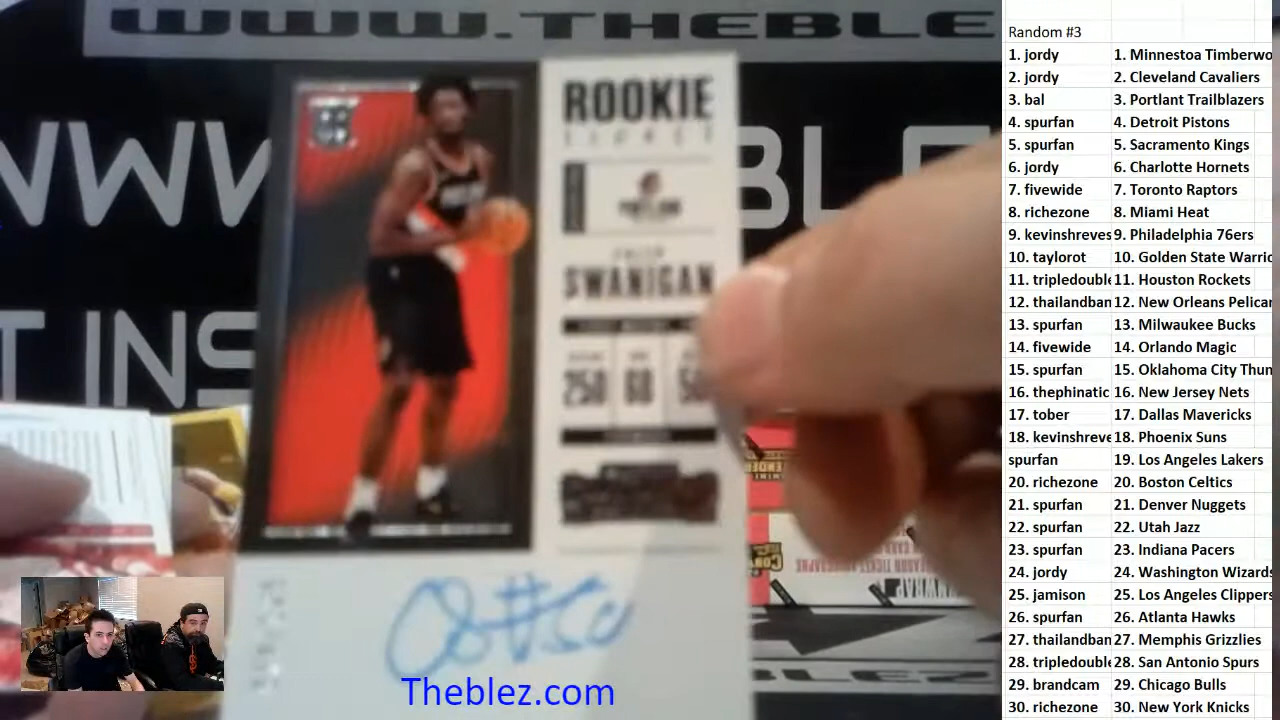 WWW.THEBLE
WWW
BLE
T INS
ROOKIE
TICKET
SWANIGAN
250
60
Theblez.com
Random #3
1. jordy 1. Minnestoa Timberwo
2. jordy 2. Cleveland Cavaliers
3. bal 3. Portlant Trailblazers
4. spurfan 4. Detroit Pistons
5. spurfan 5. Sacramento Kings
6. jordy 6. Charlotte Hornets
7. fivewide 7. Toronto Raptors
8. richezone 8. Miami Heat
9. kevinshreves 9. Philadelphia 76ers
10. taylorot 10. Golden State Warric
11. tripledouble 11. Houston Rockets
12. thailandban 12. New Orleans Pelicar
13. spurfan 13. Milwaukee Bucks
14. fivewide 14. Orlando Magic
15. spurfan 15. Oklahoma City Thun
16. thephinatic 16. New Jersey Nets
17. tober 17. Dallas Mavericks
18. kevinshreve 18. Phoenix Suns
spurfan 19. Los Angeles Lakers
20. richezone 20. Boston Celtics
21. spurfan 21. Denver Nuggets
22. spurfan 22. Utah Jazz
23. spurfan 23. Indiana Pacers
24. jordy 24. Washington Wizards
25. jamison 25. Los Angeles Clippers
26. spurfan 26. Atlanta Hawks
27. thailandban 27. Memphis Grizzlies
28. tripledouble 28. San Antonio Spurs
29. brandcam 29. Chicago Bulls
30. richezone 30. New York Knicks